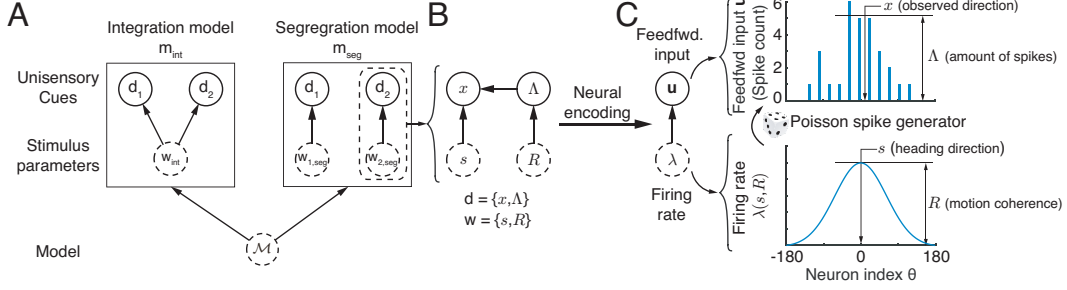 A
Integration model
m_int
Segregration model
m_seg
Unisensory
Cues
d_1
d_2
d_1
d_2
Stimulus
parameters
w_int
w_1,seg
w_2,seg
Model
ℳ
B
x
Λ
s
R
d = {x,Λ}
w = {s,R}
Neural
encoding
C
Feedfwd.
input
u
λ
Firing
rate
Feedfwd input u
(Spike count)
6
4
2
0
x (observed direction)
Λ (amount of spikes)
Poisson spike generator
Firing rate
λ(s,R)
s (heading direction)
R (motion coherence)
-180
0
180
Neuron index θ